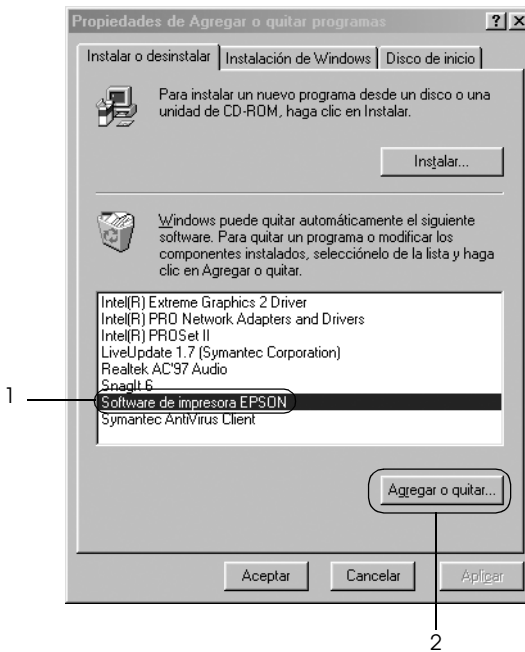 Propiedades de Agregar o quitar programas
Instalar o desinstalar
Instalación de Windows
Disco de inicio
Para instalar un nuevo programa desde un disco o una
unidad de CD-ROM, haga clic en Instalar.
Instalar...
Windows puede quitar automáticamente el siguiente
software. Para quitar un programa o modificar los
componentes instalados, selecciónelo de la lista y haga
clic en Agregar o quitar.
Intel(R) Extreme Graphics 2 Driver
Intel(R) PRO Network Adapters and Drivers
Intel(R) PROSet II
LiveUpdate 1.7 (Symantec Corporation)
Realtek AC'97 Audio
SnagIt 6
1
Software de impresora EPSON
Symantec AntiVirus Client
Agregar o quitar...
Aceptar
Cancelar
Aplicar
2